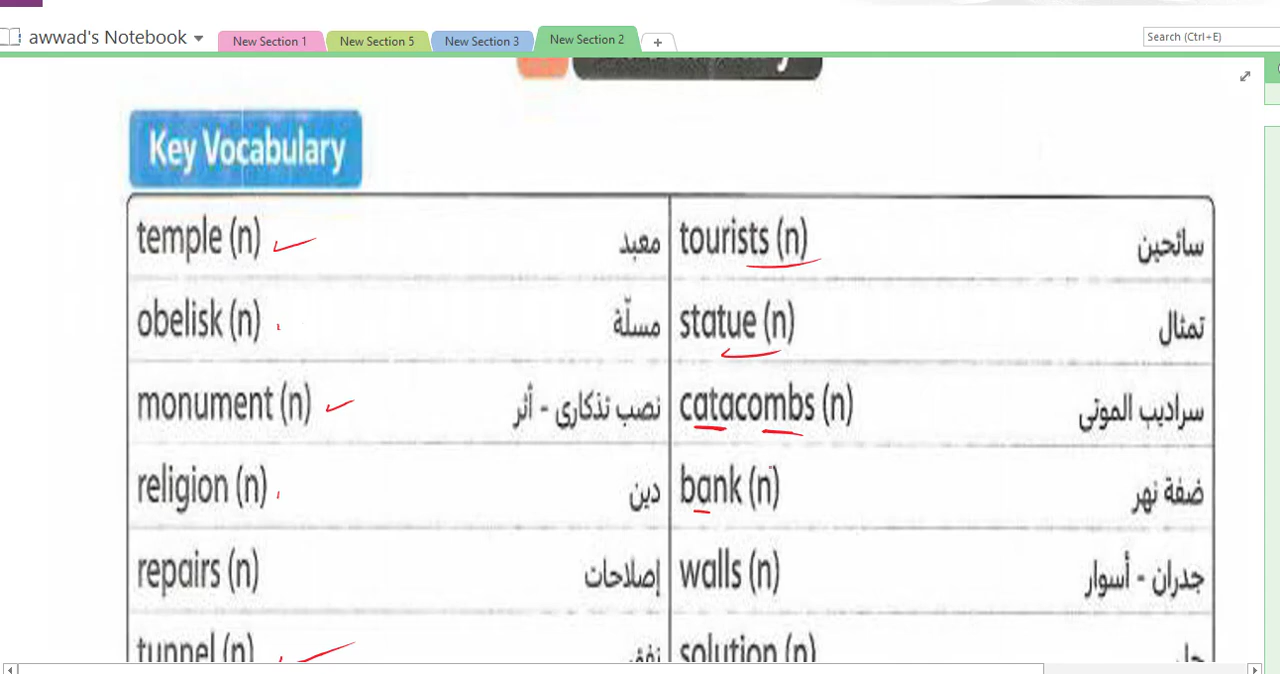 awwad's Notebook
New Section 1
New Section 5
New Section 3
New Section 2
+
Search (Ctrl+E)
Key Vocabulary
temple (n) معبد
tourists (n) سائحين
obelisk (n) مسلّة
statue (n) تمثال
monument (n) نصب تذكارى - أثر
catacombs (n) سراديب الموتى
religion (n) دين
bank (n) ضفة نهر
repairs (n) إصلاحات
walls (n) جدران - أسوار
tunnel (n) نفق
solution (n) حل